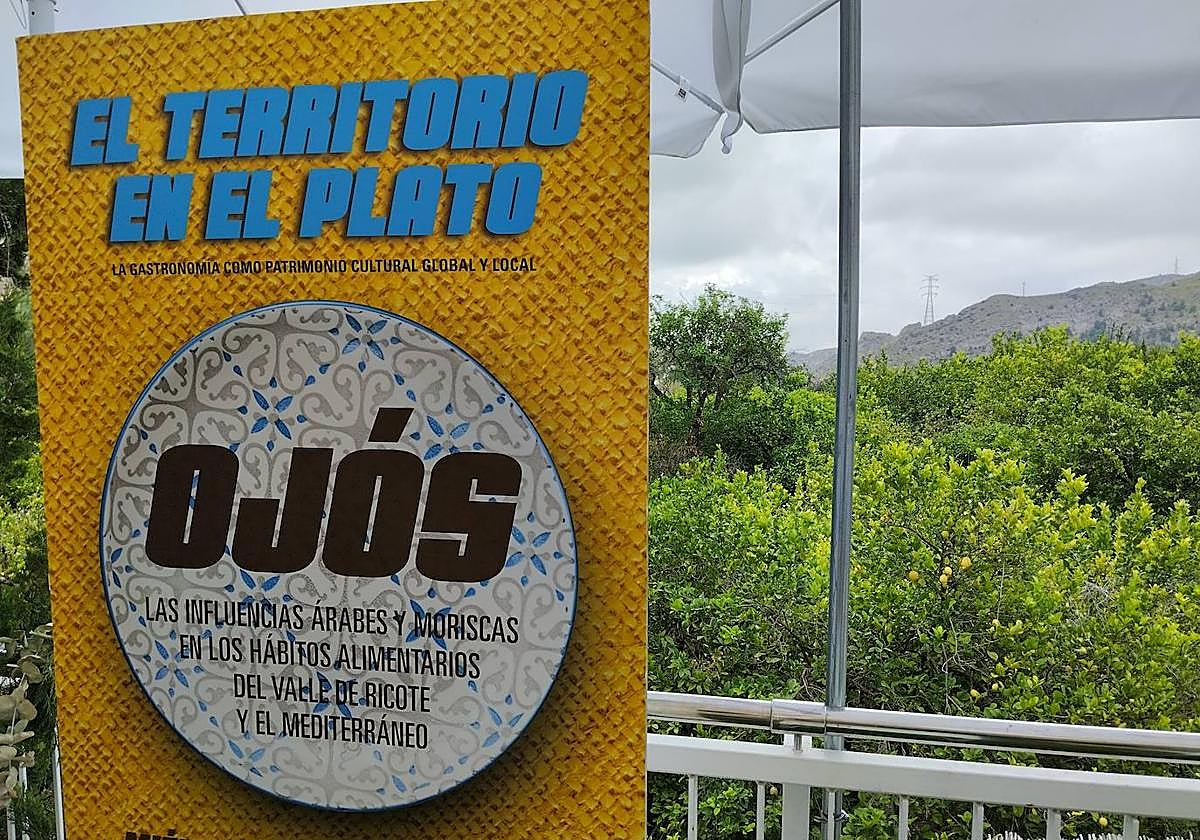 EL TERRITORIO
EN EL PLATO
LA GASTRONOMÍA COMO PATRIMONIO CULTURAL GLOBAL Y LOCAL
OJÓS
LAS INFLUENCIAS ÁRABES Y MORISCAS
EN LOS HÁBITOS ALIMENTARIOS
DEL VALLE DE RICOTE
Y EL MEDITERRÁNEO